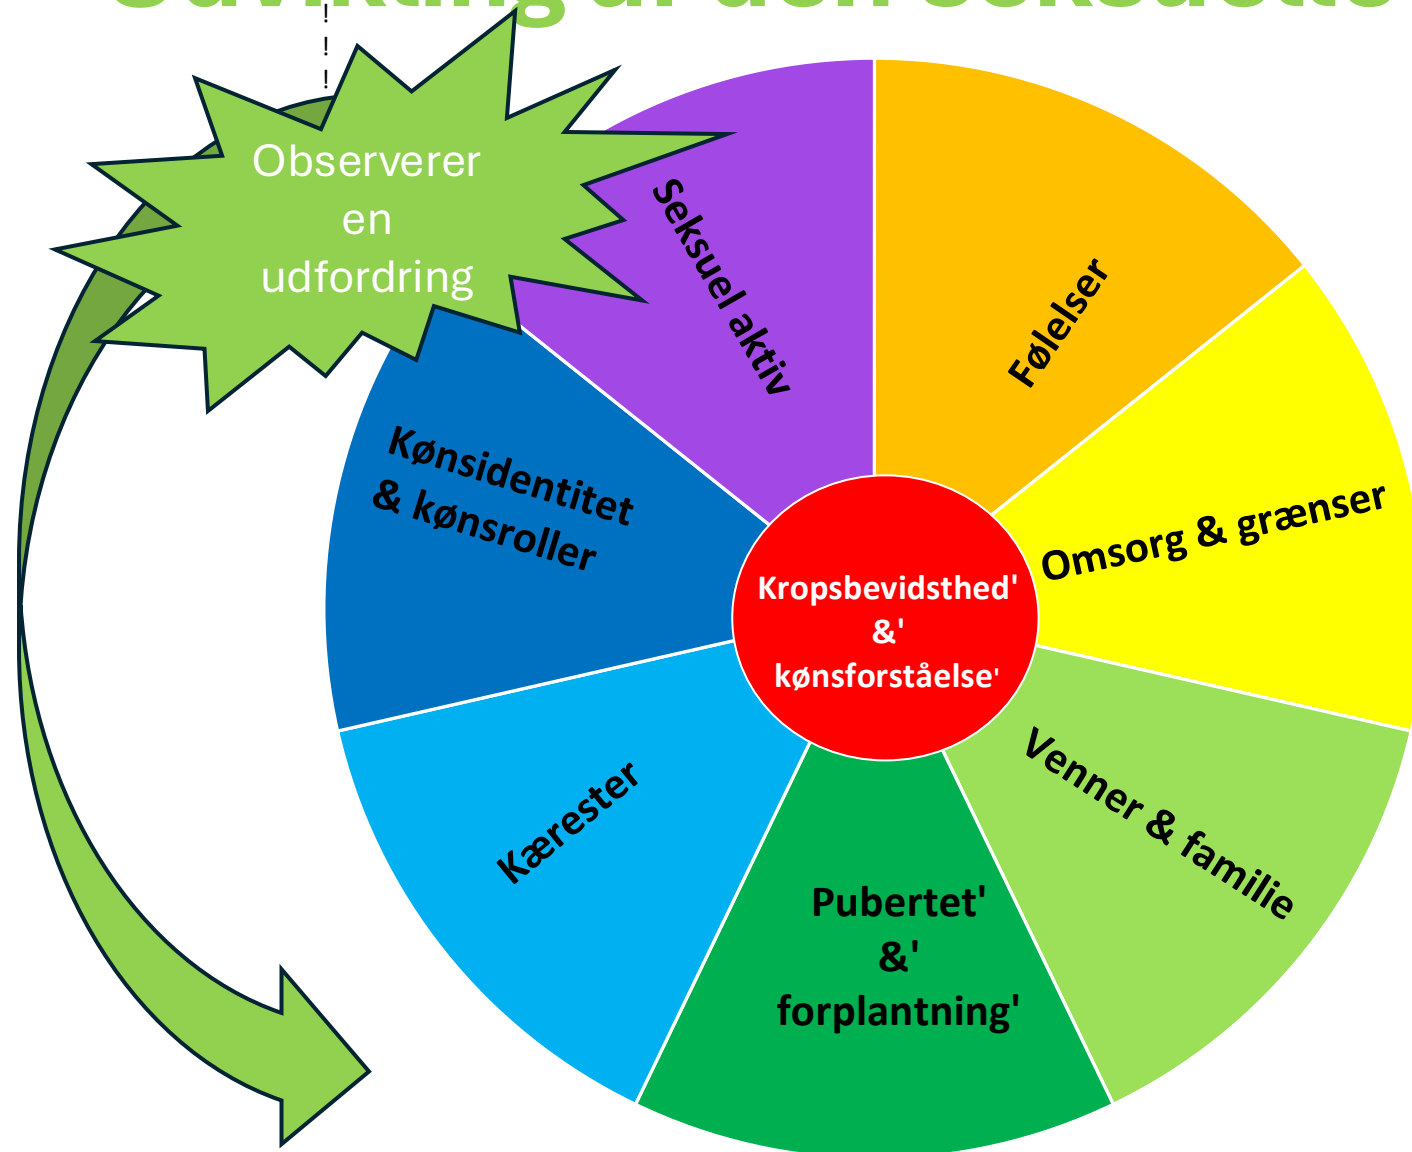 !
!
!
Observerer
en
udfordring
Seksuel aktiv
Følelser
Kønsidentitet
& kønsroller
Omsorg & grænser
Kropsbevidsthed'
&'
kønsforståelse'
Venner & familie
Kærester
Pubertet'
&'
forplantning'